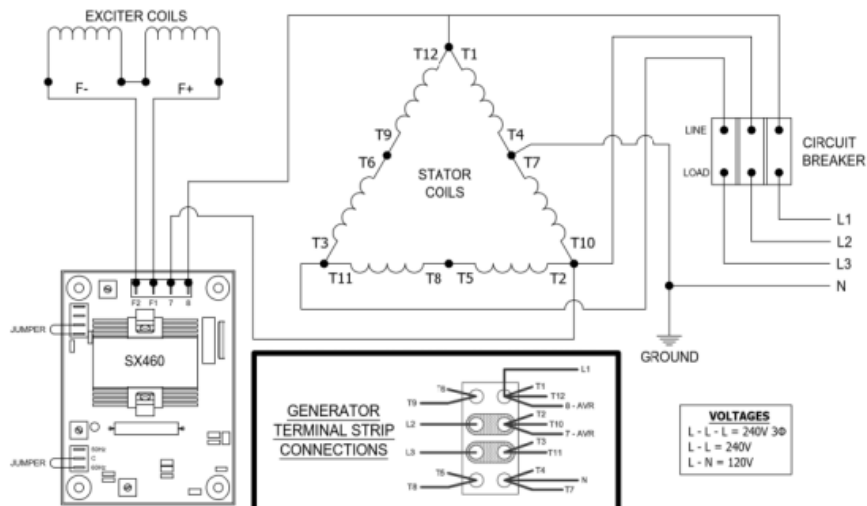 EXCITER COILS
F-
F+
T12
T1
T9
T6
T4
T7
STATOR
COILS
T3
T11
T8
T5
T2
T10
LINE
LOAD
CIRCUIT
BREAKER
L1
L2
L3
N
GROUND
F2
F1
7
8
JUMPER
SX460
JUMPER
50Hz
C
60Hz
GENERATOR
TERMINAL STRIP
CONNECTIONS
L1
T9
T1
T12
8 - AVR
L2
T2
T10
7 - AVR
L3
T3
T11
T8
T4
N
T7
VOLTAGES
L - L - L = 240V 3Φ
L - L = 240V
L - N = 120V